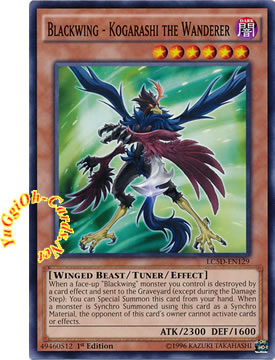 BLACKWING - KOGARASHI THE WANDERER
DARK
闇
YuGgiOh-Cards.Net
LC5D-EN129
[WINGED BEAST / TUNER / EFFECT]
When a face-up "Blackwing" monster you control is destroyed
by a card effect and sent to the Graveyard (except during the
Damage Step): You can Special Summon this card from your hand. When
a monster is Synchro Summoned using this card as a Synchro
Material, the opponent of this card's owner cannot activate cards
or effects.
ATK/2300 DEF/1600
49460512 1st Edition ©1996 KAZUKI TAKAHASHI